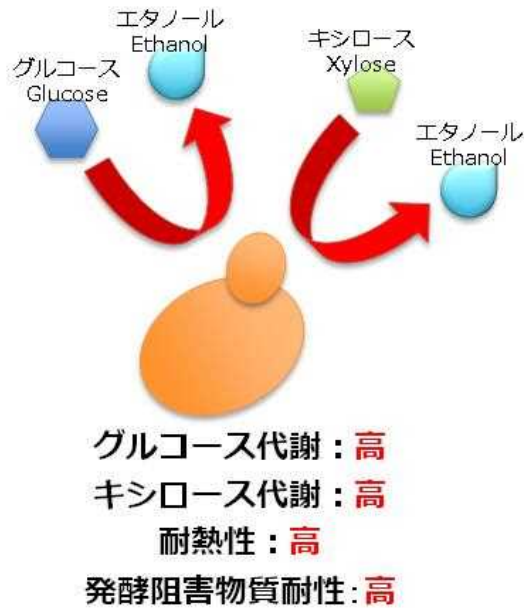 エタノール
Ethanol
グルコース
Glucose
キシロース
Xylose
エタノール
Ethanol
グルコース代謝：高
キシロース代謝：高
耐熱性：高
発酵阻害物質耐性：高